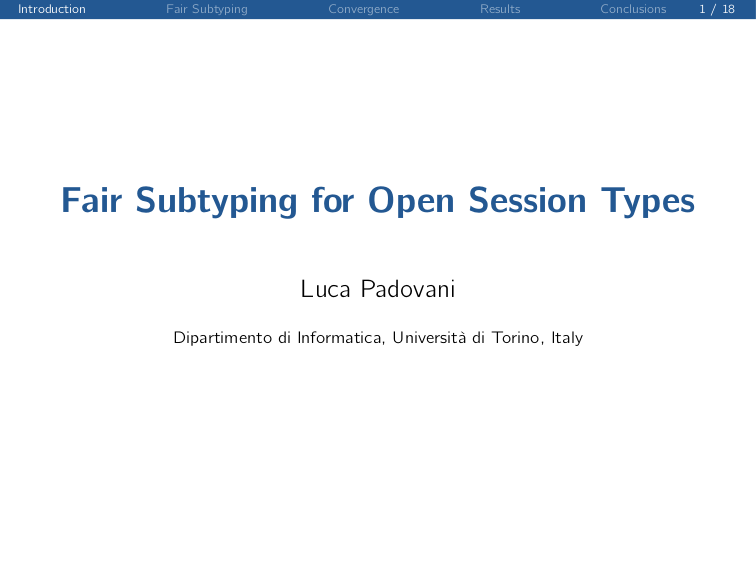 Introduction Fair Subtyping Convergence Results Conclusions 1 / 18
Fair Subtyping for Open Session Types
Luca Padovani
Dipartimento di Informatica, Università di Torino, Italy